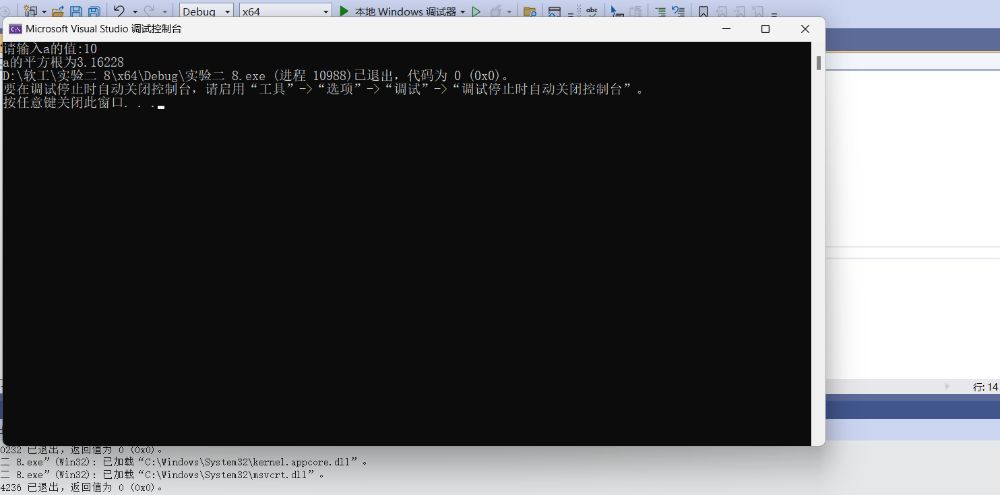 Debug x64 本地 Windows 调试器 abc
Microsoft Visual Studio 调试控制台
请输入a的值:10
a的平方根为3.16228
D:\软工\实验二 8\x64\Debug\实验二 8.exe (进程 10988)已退出，代码为 0 (0x0)。
要在调试停止时自动关闭控制台，请启用“工具”->“选项”->“调试”->“调试停止时自动关闭控制台”。
按任意键关闭此窗口. . .
行: 14
0232 已退出，返回值为 0 (0x0)。
二 8.exe”(Win32): 已加载“C:\Windows\System32\kernel.appcore.dll”。
二 8.exe”(Win32): 已加载“C:\Windows\System32\msvcrt.dll”。
4236 已退出，返回值为 0 (0x0)。